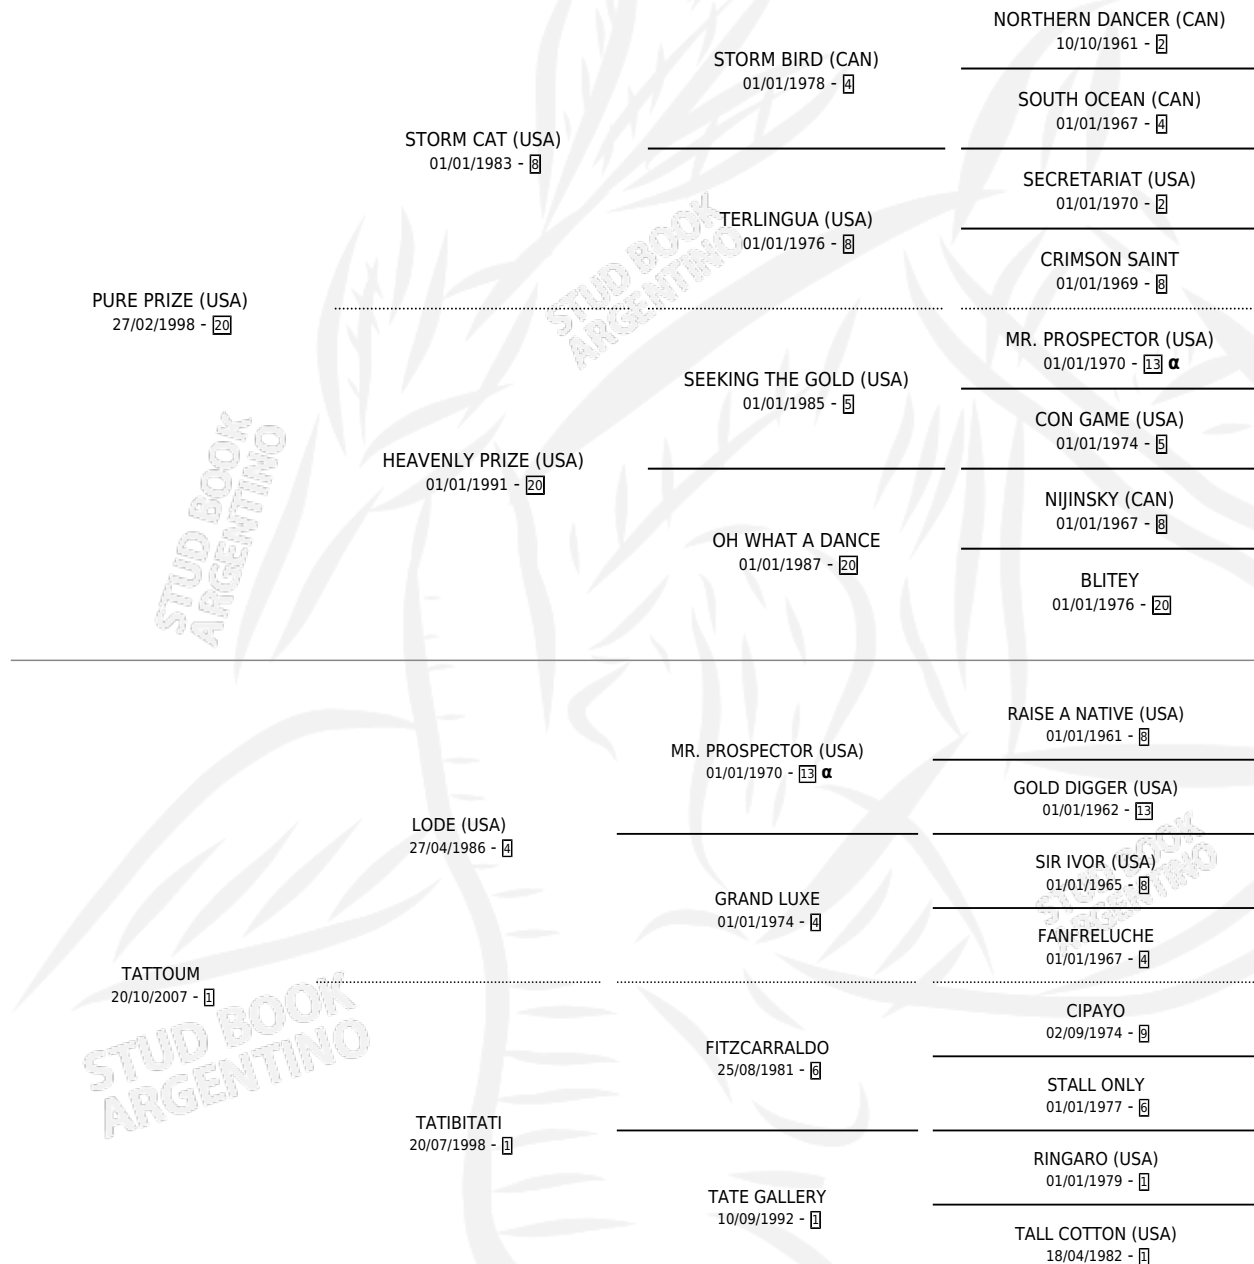 NORTHERN DANCER (CAN)
10/10/1961 - 2
STORM BIRD (CAN)
01/01/1978 - 4
SOUTH OCEAN (CAN)
01/01/1967 - 4
STORM CAT (USA)
01/01/1983 - 8
SECRETARIAT (USA)
01/01/1970 - 2
TERLINGUA (USA)
01/01/1976 - 8
CRIMSON SAINT
01/01/1969 - 8
PURE PRIZE (USA)
27/02/1998 - 20
MR. PROSPECTOR (USA)
01/01/1970 - 13 α
SEEKING THE GOLD (USA)
01/01/1985 - 5
CON GAME (USA)
01/01/1974 - 5
HEAVENLY PRIZE (USA)
01/01/1991 - 20
NIJINSKY (CAN)
01/01/1967 - 8
OH WHAT A DANCE
01/01/1987 - 20
BLITEY
01/01/1976 - 20
RAISE A NATIVE (USA)
01/01/1961 - 8
MR. PROSPECTOR (USA)
01/01/1970 - 13 α
GOLD DIGGER (USA)
01/01/1962 - 13
LODE (USA)
27/04/1986 - 4
SIR IVOR (USA)
01/01/1965 - 8
GRAND LUXE
01/01/1974 - 4
FANFRELUCHE
01/01/1967 - 4
TATTOUM
20/10/2007 - 1
CIPAYO
02/09/1974 - 9
FITZCARRALDO
25/08/1981 - 6
STALL ONLY
01/01/1977 - 6
TATIBITATI
20/07/1998 - 1
RINGARO (USA)
01/01/1979 - 1
TATE GALLERY
10/09/1992 - 1
TALL COTTON (USA)
18/04/1982 - 1
STUD BOOK
ARGENTINO
STUD BOOK
ARGENTINO
STUD BOOK
ARGENTINO
STUD BOOK
ARGENTINO